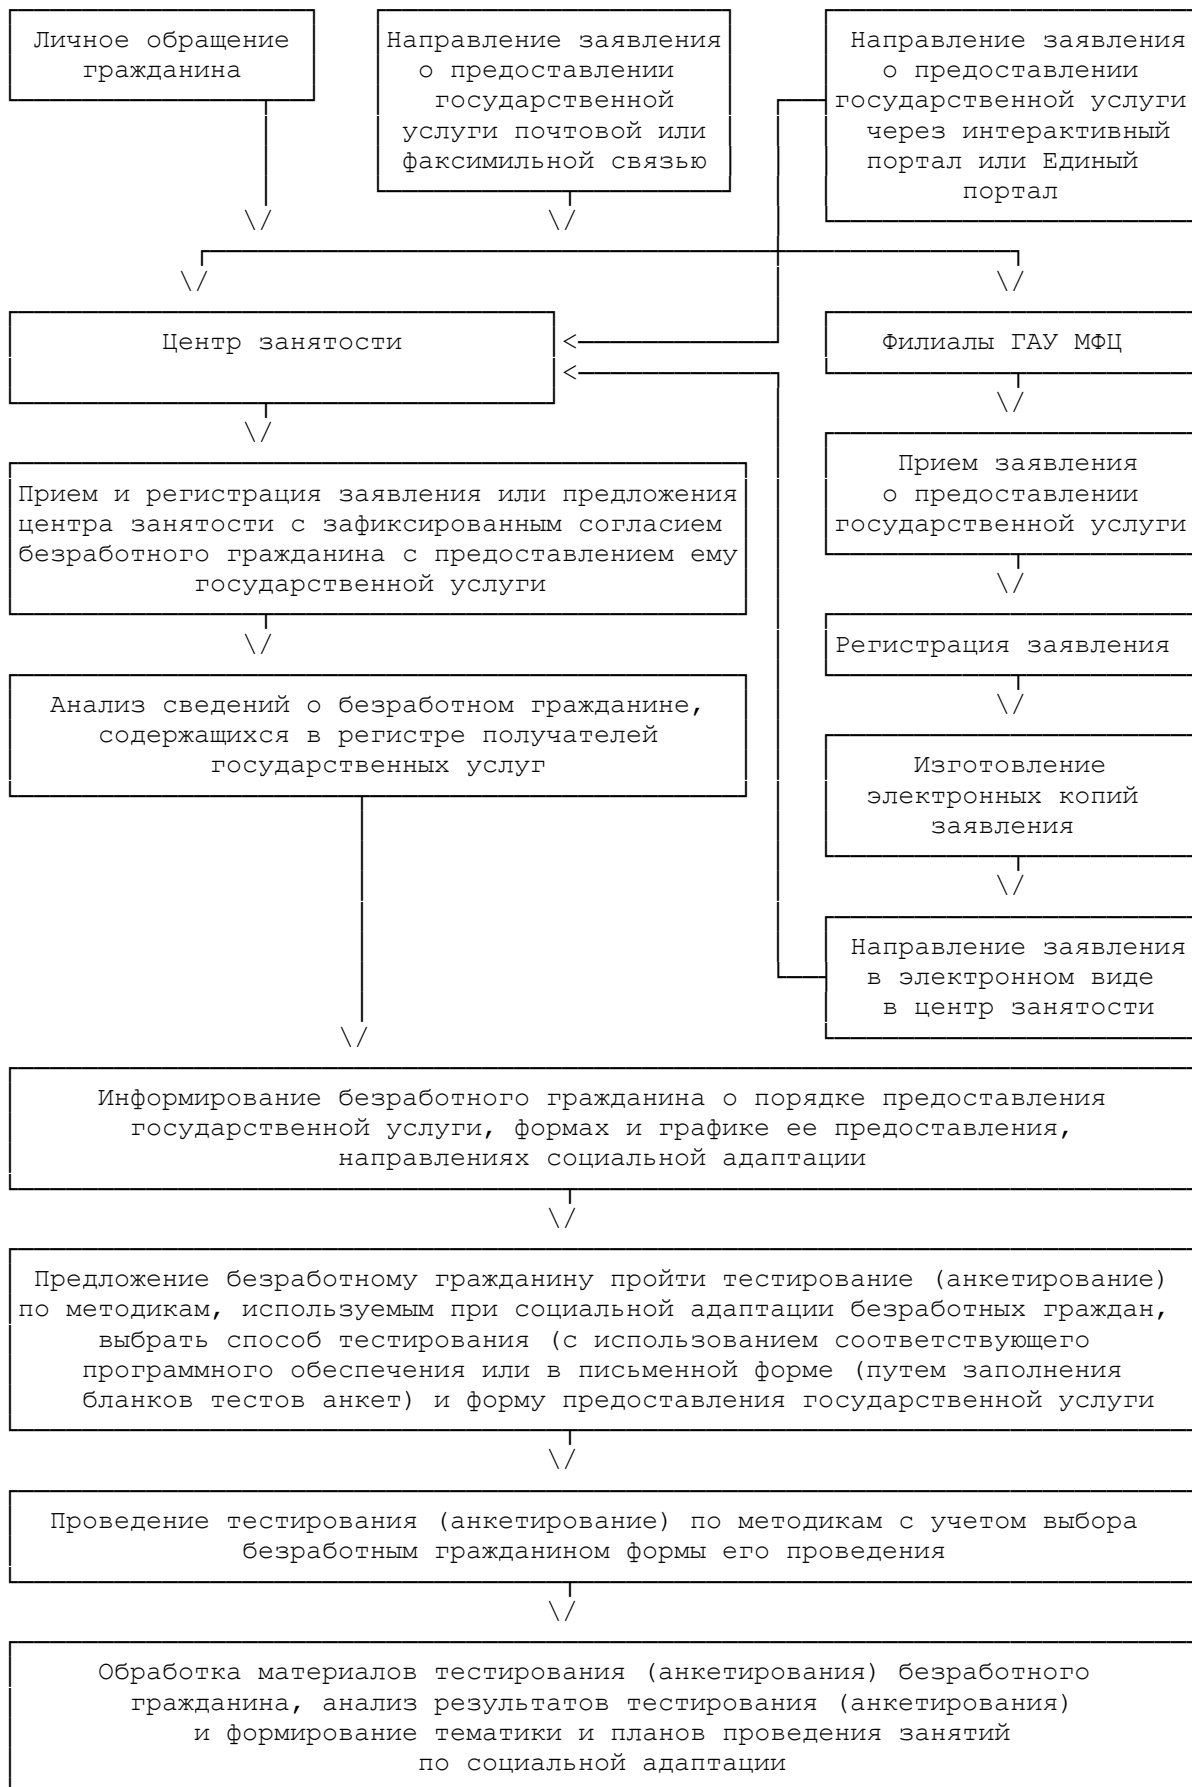 Личное обращение
гражданина
Направление заявления
о предоставлении
государственной
услуги почтовой или
факсимильной связью
Направление заявления
о предоставлении
государственной услуги
через интерактивный
портал или Единый
портал
Центр занятости
Филиалы ГАУ МФЦ
Прием и регистрация заявления или предложения
центра занятости с зафиксированным согласием
безработного гражданина с предоставлением ему
государственной услуги
Прием заявления
о предоставлении
государственной услуги
Регистрация заявления
Анализ сведений о безработном гражданине,
содержащихся в регистре получателей
государственных услуг
Изготовление
электронных копий
заявления
Направление заявления
в электронном виде
в центр занятости
Информирование безработного гражданина о порядке предоставления
государственной услуги, формах и графике ее предоставления,
направлениях социальной адаптации
Предложение безработному гражданину пройти тестирование (анкетирование)
по методикам, используемым при социальной адаптации безработных граждан,
выбрать способ тестирования (с использованием соответствующего
программного обеспечения или в письменной форме (путем заполнения
бланков тестов анкет) и форму предоставления государственной услуги
Проведение тестирования (анкетирование) по методикам с учетом выбора
безработным гражданином формы его проведения
Обработка материалов тестирования (анкетирования) безработного
гражданина, анализ результатов тестирования (анкетирования)
и формирование тематики и планов проведения занятий
по социальной адаптации